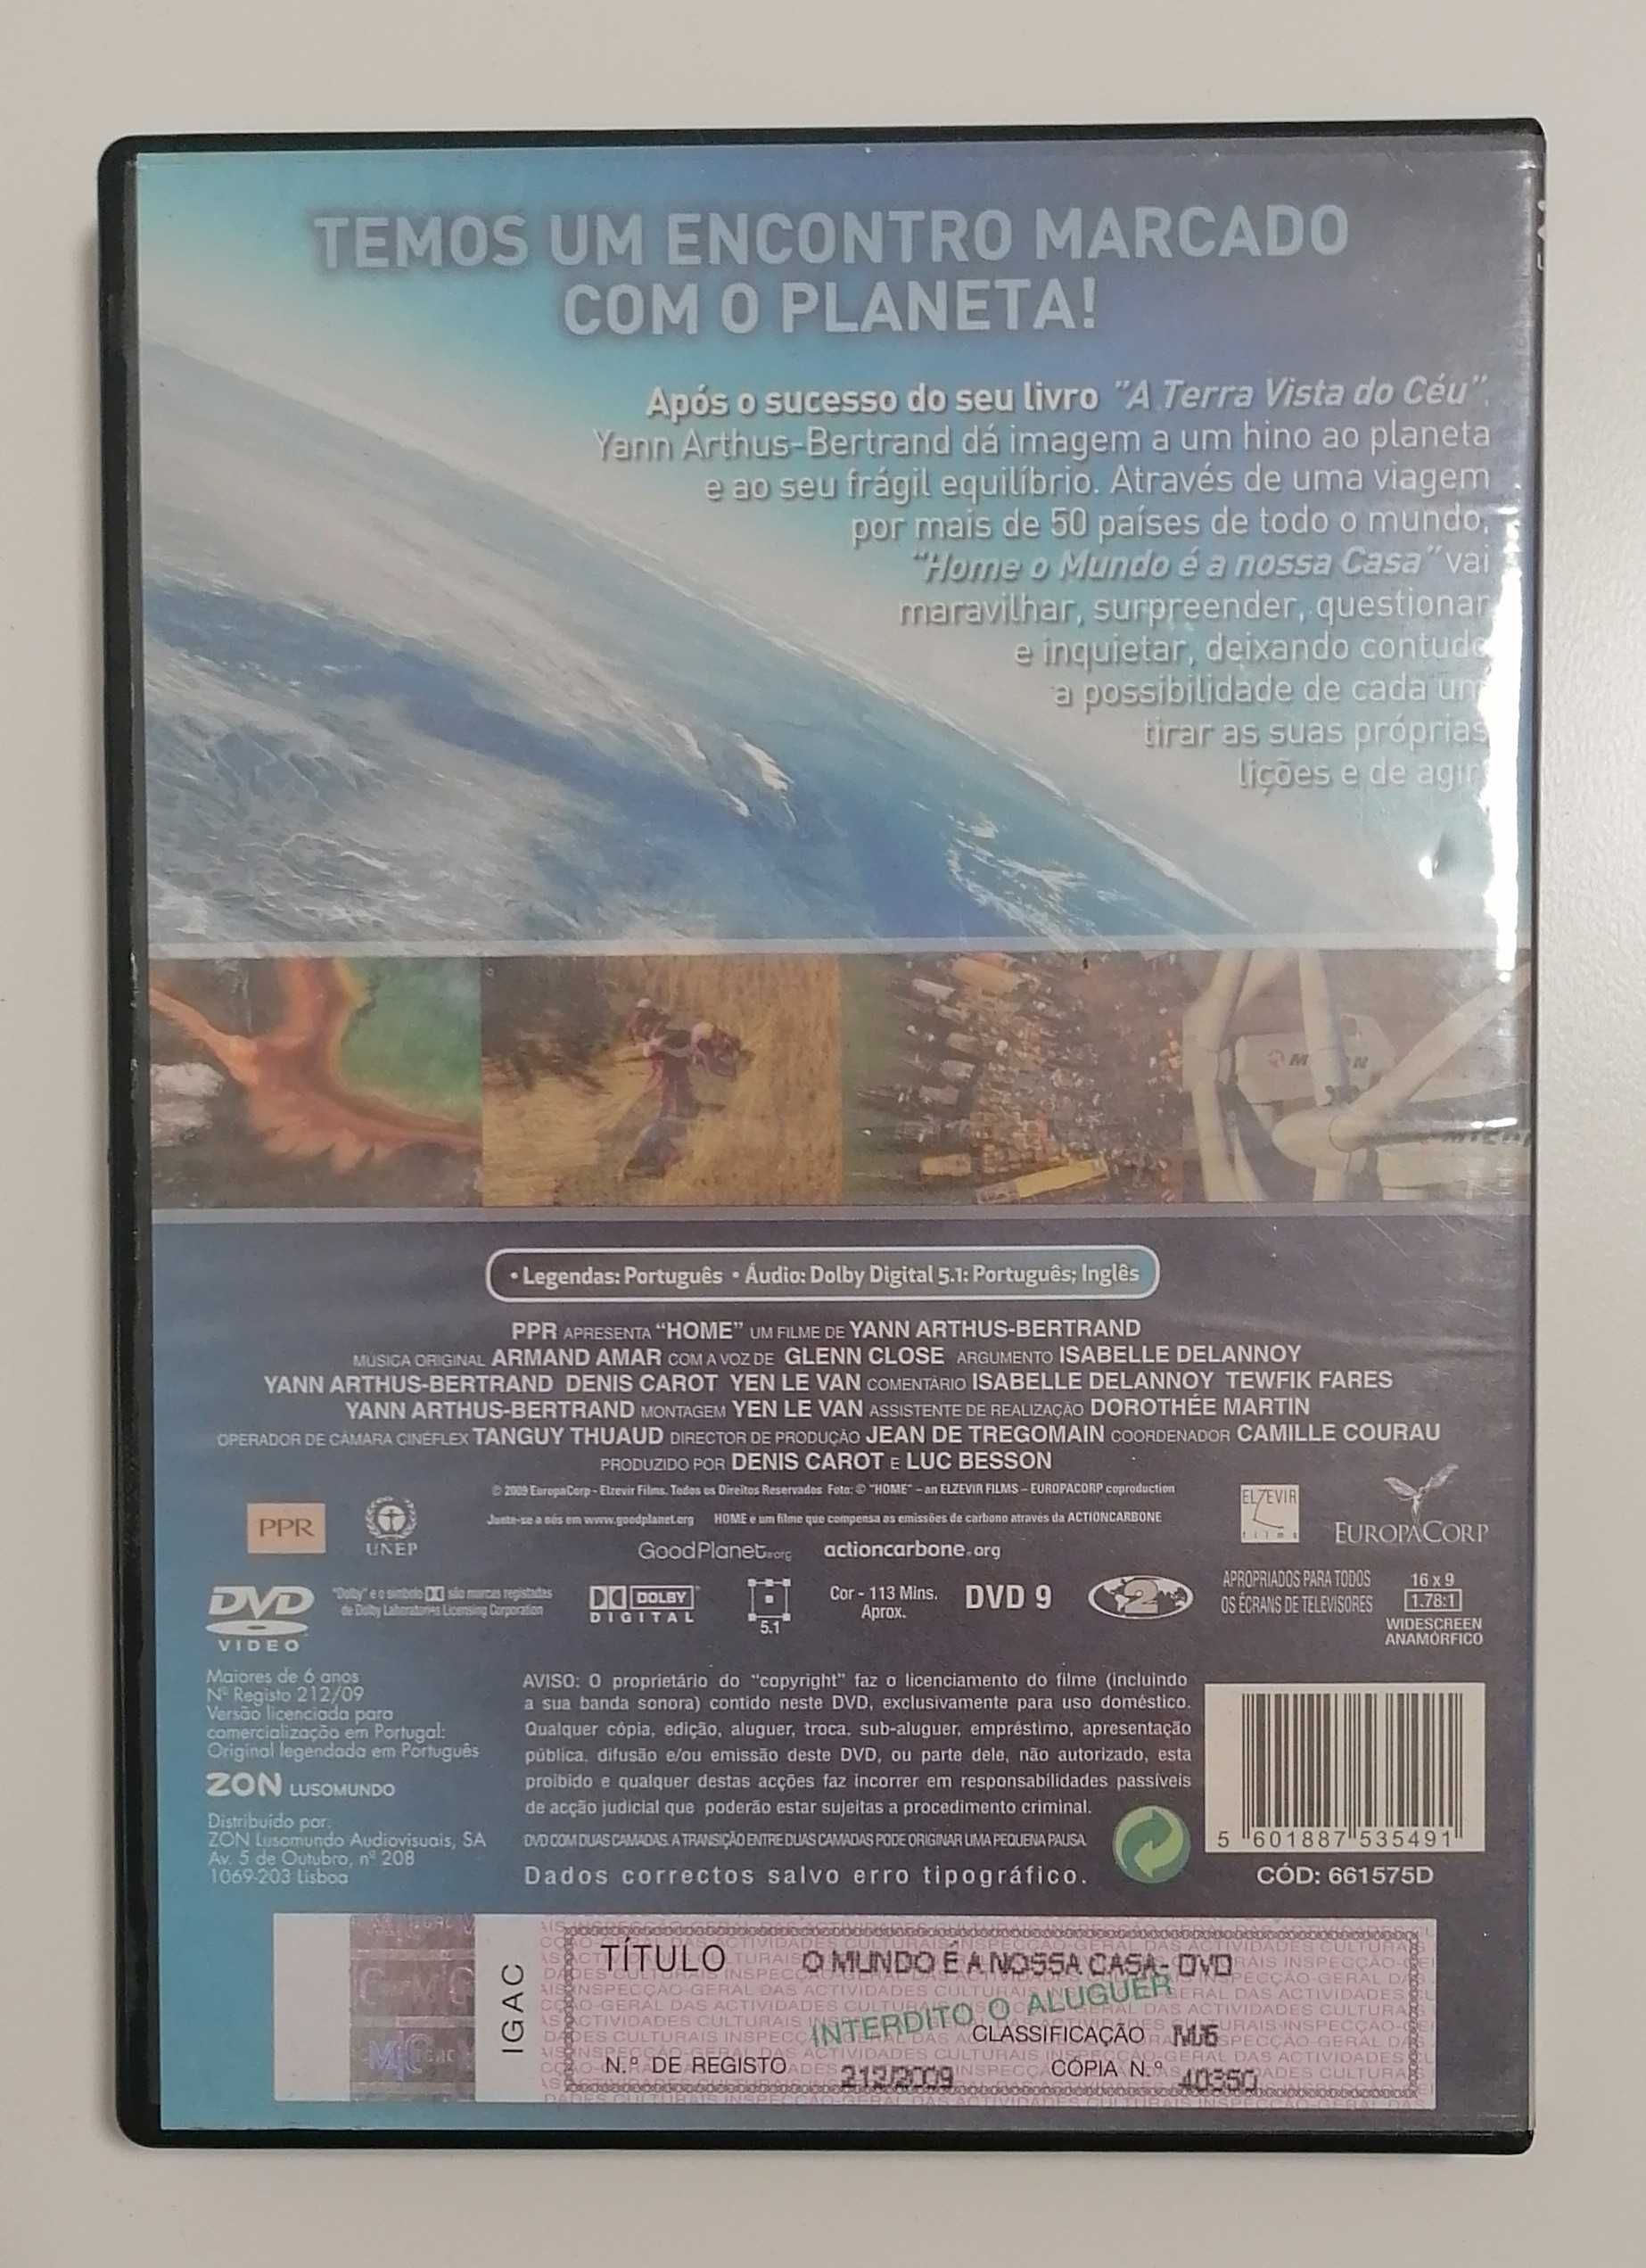 TEMOS UM ENCONTRO MARCADO
COM O PLANETA!
Após o sucesso do seu livro "A Terra Vista do Céu",
Yann Arthus-Bertrand dá imagem a um hino ao planeta
e ao seu frágil equilíbrio. Através de uma viagem
por mais de 50 países de todo o mundo,
"Home o Mundo é a nossa Casa" vai
maravilhar, surpreender, questionar
e inquietar, deixando contudo
a possibilidade de cada um
tirar as suas próprias
lições e de agir.
• Legendas: Português • Áudio: Dolby Digital 5.1: Português; Inglês
PPR APRESENTA "HOME" UM FILME DE YANN ARTHUS-BERTRAND
MUSICA ORIGINAL ARMAND AMAR COM A VOZ DE GLENN CLOSE ARGUMENTO ISABELLE DELANNOY
YANN ARTHUS-BERTRAND DENIS CAROT YEN LE VAN COMENTÁRIO ISABELLE DELANNOY TEWFIK FARES
YANN ARTHUS-BERTRAND MONTAGEM YEN LE VAN ASSISTENTE DE REALIZAÇÃO DOROTHÉE MARTIN
OPERADOR DE CÂMARA CINÉFLEX TANGUY THUAUD DIRECTOR DE PRODUÇÃO JEAN DE TREGOMAIN COORDENADOR CAMILLE COURAU
PRODUZIDO POR DENIS CAROT E LUC BESSON
© 2009 EuropaCorp - Elzevir Films. Todos os Direitos Reservados Foto: © "HOME" - an ELZEVIR FILMS - EUROPACORP coproduction
Junte-se a nós em www.goodplanet.org HOME e um filme que compensa as emissões de carbono através da ACTIONCARBONE
PPR
UNEP
GoodPlanet.org actioncarbone.org
ELZEVIR
films
EUROPACORP
DVD
VIDEO
"Dolby" e o simbolo são marcas registadas
de Dolby Laboratories Licensing Corporation
DOLBY
DIGITAL
5.1
Cor - 113 Mins.
Aprox.
DVD 9
2
APROPRIADOS PARA TODOS
OS ÉCRANS DE TELEVISORES
16 x 9
1.78:1
WIDESCREEN
ANAMÓRFICO
Maiores de 6 anos
Nº Registo 212/09
Versão licenciada para
comercialização em Portugal:
Original legendada em Português
ZON LUSOMUNDO
Distribuido por:
ZON Lusomundo Audiovisuais, SA
Av. 5 de Outubro, nº 208
1069-203 Lisboa
AVISO: O proprietário do "copyright" faz o licenciamento do filme (incluindo
a sua banda sonora) contido neste DVD, exclusivamente para uso doméstico.
Qualquer cópia, edição, aluguer, troca, sub-aluguer, empréstimo, apresentação
pública, difusão e/ou emissão deste DVD, ou parte dele, não autorizado, esta
proibido e qualquer destas acções faz incorrer em responsabilidades passíveis
de acção judicial que poderão estar sujeitas a procedimento criminal.
DVD COM DUAS CAMADAS. A TRANSIÇÃO ENTRE DUAS CAMADAS PODE ORIGINAR UMA PEQUENA PAUSA.
Dados correctos salvo erro tipográfico.
5 601887 535491
CÓD: 661575D
IGAC
TÍTULO O MUNDO É A NOSSA CASA- DVD
INTERDITO O ALUGUER
CLASSIFICAÇÃO M/6
N.º DE REGISTO 212/2009 CÓPIA N.º 40350